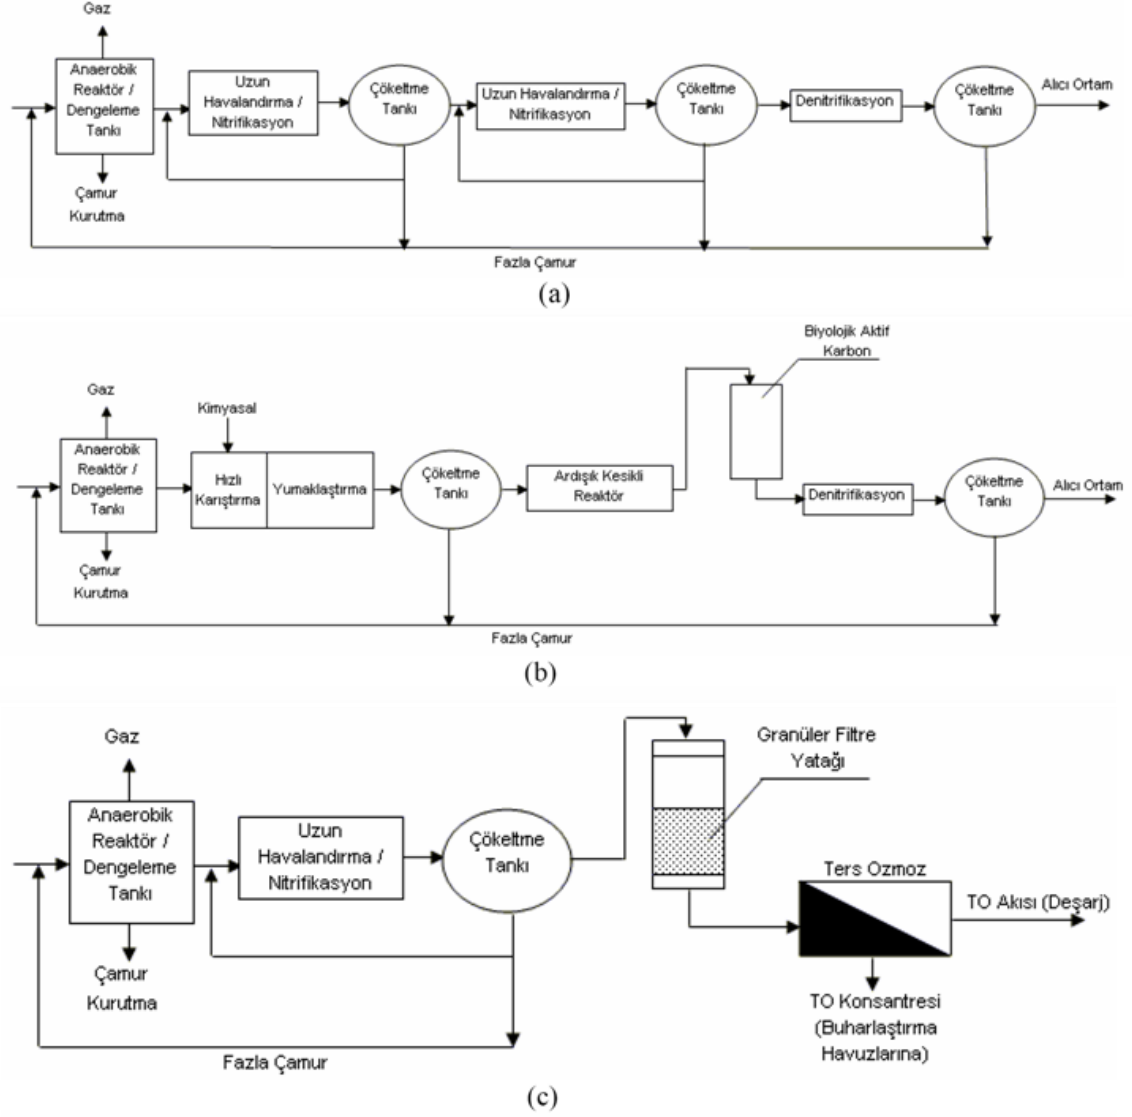 Gaz
Anaerobik
Reaktör /
Dengeleme
Tankı
Çamur
Kurutma
Uzun
Havalandırma /
Nitrifikasyon
Çökeltme
Tankı
Uzun Havalandırma /
Nitrifikasyon
Çökeltme
Tankı
Denitrifikasyon
Çökeltme
Tankı
Alıcı Ortam
Fazla Çamur
(a)
Biyolojik Aktif
Karbon
Gaz
Anaerobik
Reaktör /
Dengeleme
Tankı
Çamur
Kurutma
Kimyasal
Hızlı
Karıştırma
Yumaklaştırma
Çökeltme
Tankı
Ardışık Kesikli
Reaktör
Denitrifikasyon
Çökeltme
Tankı
Alıcı Ortam
Fazla Çamur
(b)
Gaz
Anaerobik
Reaktör /
Dengeleme
Tankı
Çamur
Kurutma
Uzun
Havalandırma /
Nitrifikasyon
Çökeltme
Tankı
Granüler Filtre
Yatağı
Ters Ozmoz
TO Akısı (Deşarj)
TO Konsantresi
(Buharlaştırma
Havuzlarına)
Fazla Çamur
(c)